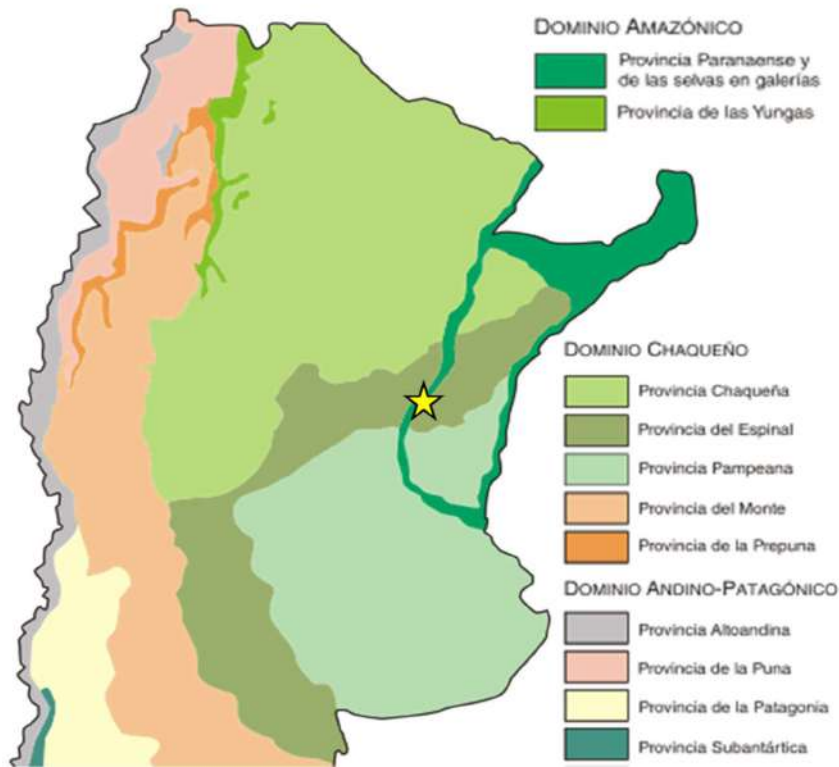 DOMINIO AMAZÓNICO
Provincia Paranaense y
de las selvas en galerías
Provincia de las Yungas
DOMINIO CHAQUEÑO
Provincia Chaqueña
Provincia del Espinal
Provincia Pampeana
Provincia del Monte
Provincia de la Prepuna
DOMINIO ANDINO-PATAGÓNICO
Provincia Altoandina
Provincia de la Puna
Provincia de la Patagonia
Provincia Subantártica